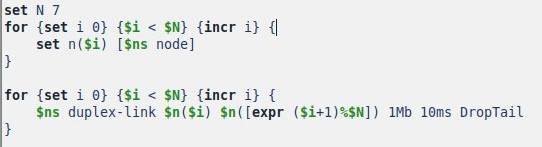 set N 7
for {set i 0} {$i < $N} {incr i} {
    set n($i) [$ns node]
}

for {set i 0} {$i < $N} {incr i} {
    $ns duplex-link $n($i) $n([expr ($i+1)%$N]) 1Mb 10ms DropTail
}